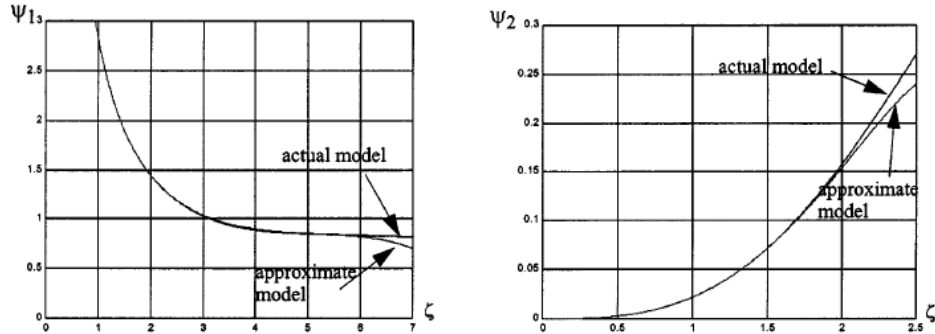 Ψ₁
3
2.5
2
1.5
1
0.5
0
actual model
approximate
model
0 1 2 3 4 5 6 7 ζ
Ψ₂
0.3
0.25
0.2
0.15
0.1
0.05
0
actual model
approximate
model
0 0.5 1 1.5 2 2.5 ζ